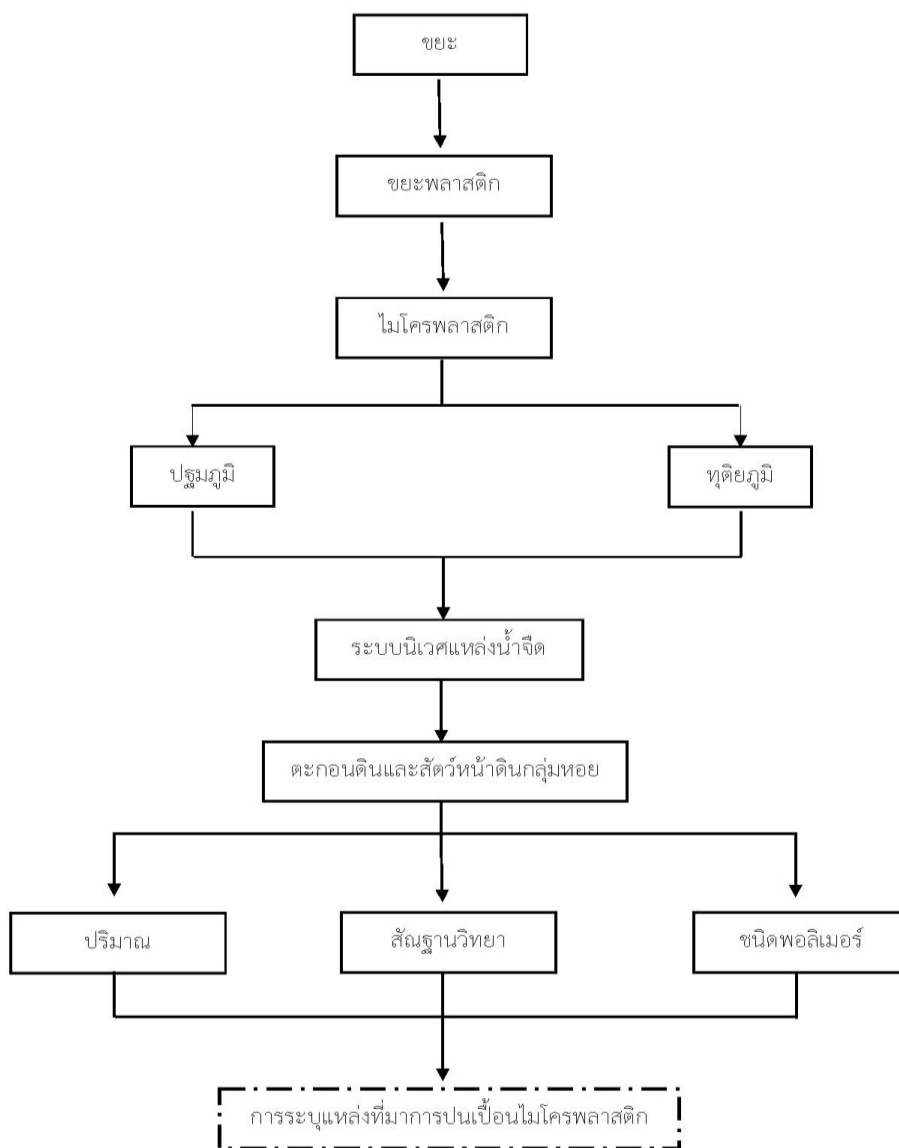 ขยะ
ขยะพลาสติก
ไมโครพลาสติก
ปฐมภูมิ
ทุติยภูมิ
ระบบนิเวศแหล่งน้ำจืด
ตะกอนดินและสัตว์หน้าดินกลุ่มหอย
ปริมาณ
สัณฐานวิทยา
ชนิดพอลิเมอร์
การระบุแหล่งที่มาการปนเปื้อนไมโครพลาสติก